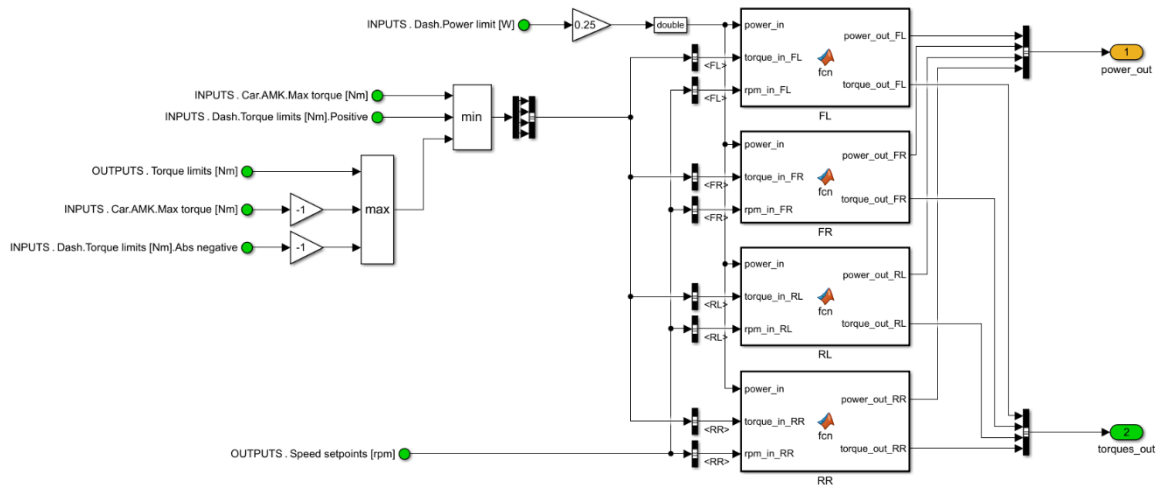 INPUTS . Dash.Power limit [W]
0.25
double
INPUTS . Car.AMK.Max torque [Nm]
INPUTS . Dash.Torque limits [Nm].Positive
min
OUTPUTS . Torque limits [Nm]
INPUTS . Car.AMK.Max torque [Nm]
-1
max
INPUTS . Dash.Torque limits [Nm].Abs negative
-1
OUTPUTS . Speed setpoints [rpm]
<FL>
<FL>
power_in
torque_in_FL
rpm_in_FL
fcn
power_out_FL
torque_out_FL
FL
<FR>
<FR>
power_in
torque_in_FR
rpm_in_FR
fcn
power_out_FR
torque_out_FR
FR
<RL>
<RL>
power_in
torque_in_RL
rpm_in_RL
fcn
power_out_RL
torque_out_RL
RL
<RR>
<RR>
power_in
torque_in_RR
rpm_in_RR
fcn
power_out_RR
torque_out_RR
RR
1
power_out
2
torques_out